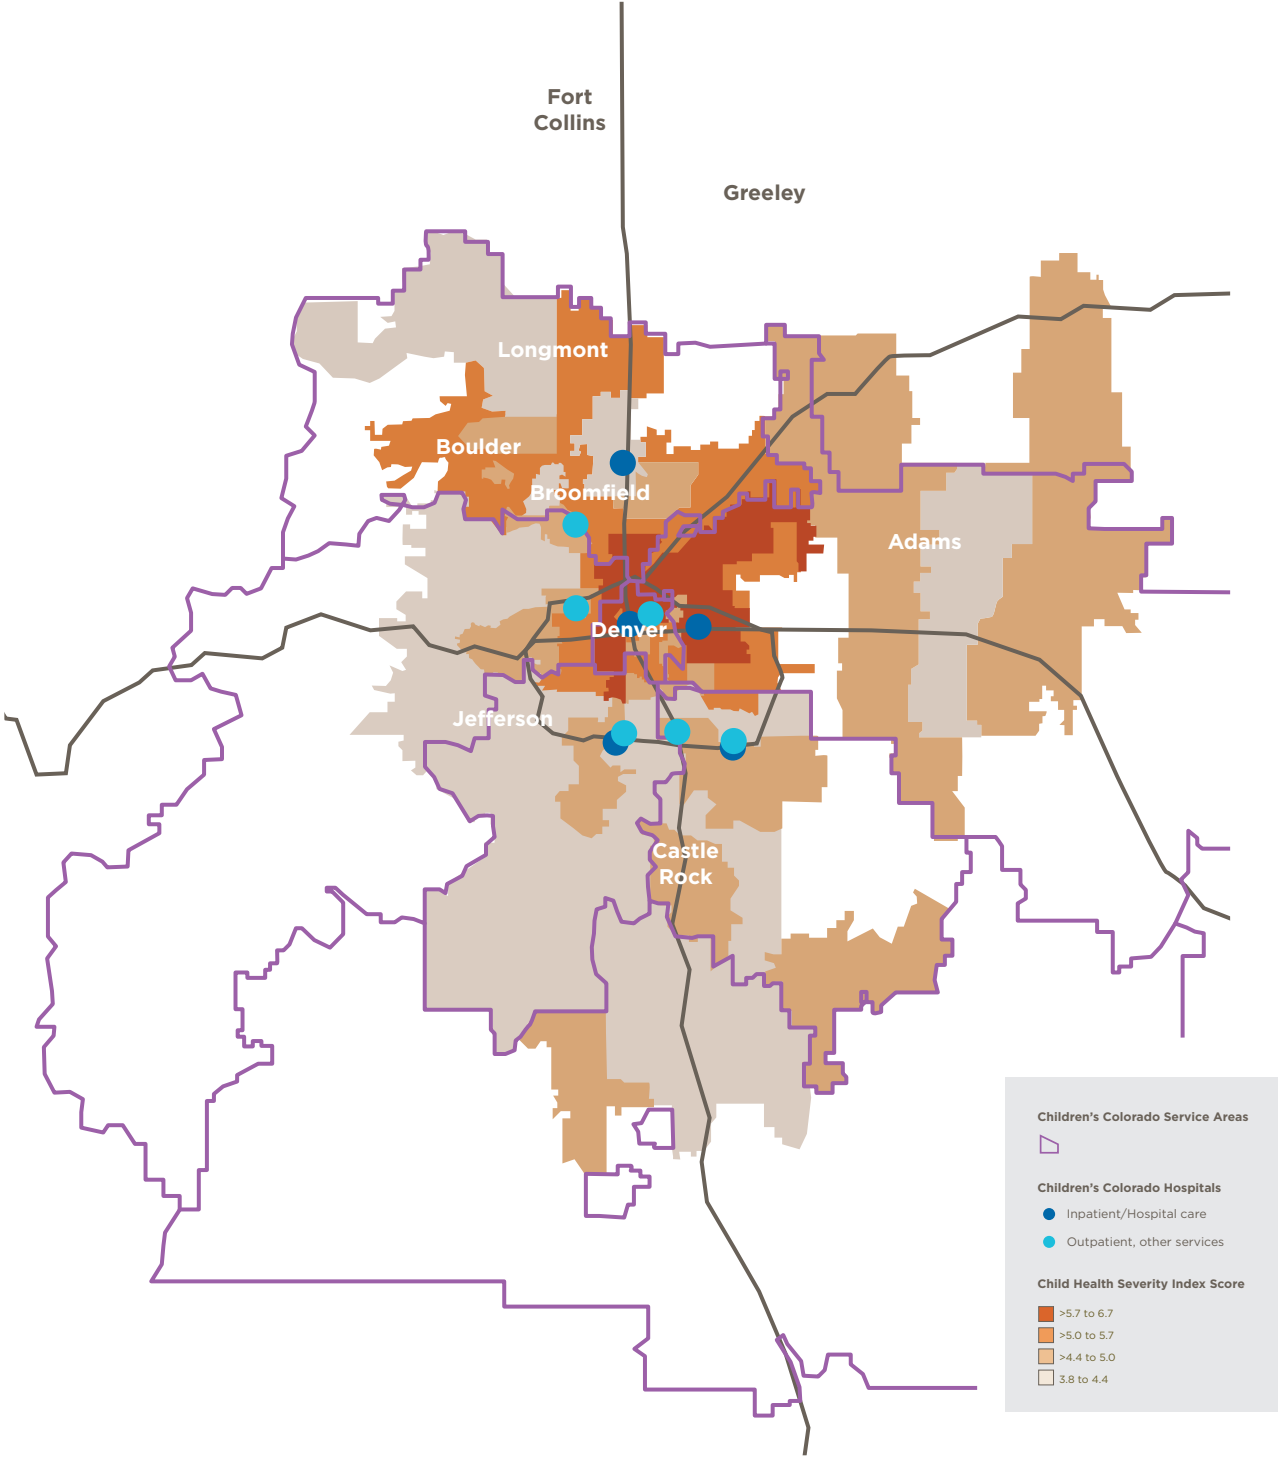 Fort
Collins
Greeley
Longmont
Boulder
Broomfield
Adams
Denver
Jefferson
Castle
Rock
Children’s Colorado Service Areas
Children’s Colorado Hospitals
Inpatient/Hospital care
Outpatient, other services
Child Health Severity Index Score
>5.7 to 6.7
>5.0 to 5.7
>4.4 to 5.0
3.8 to 4.4